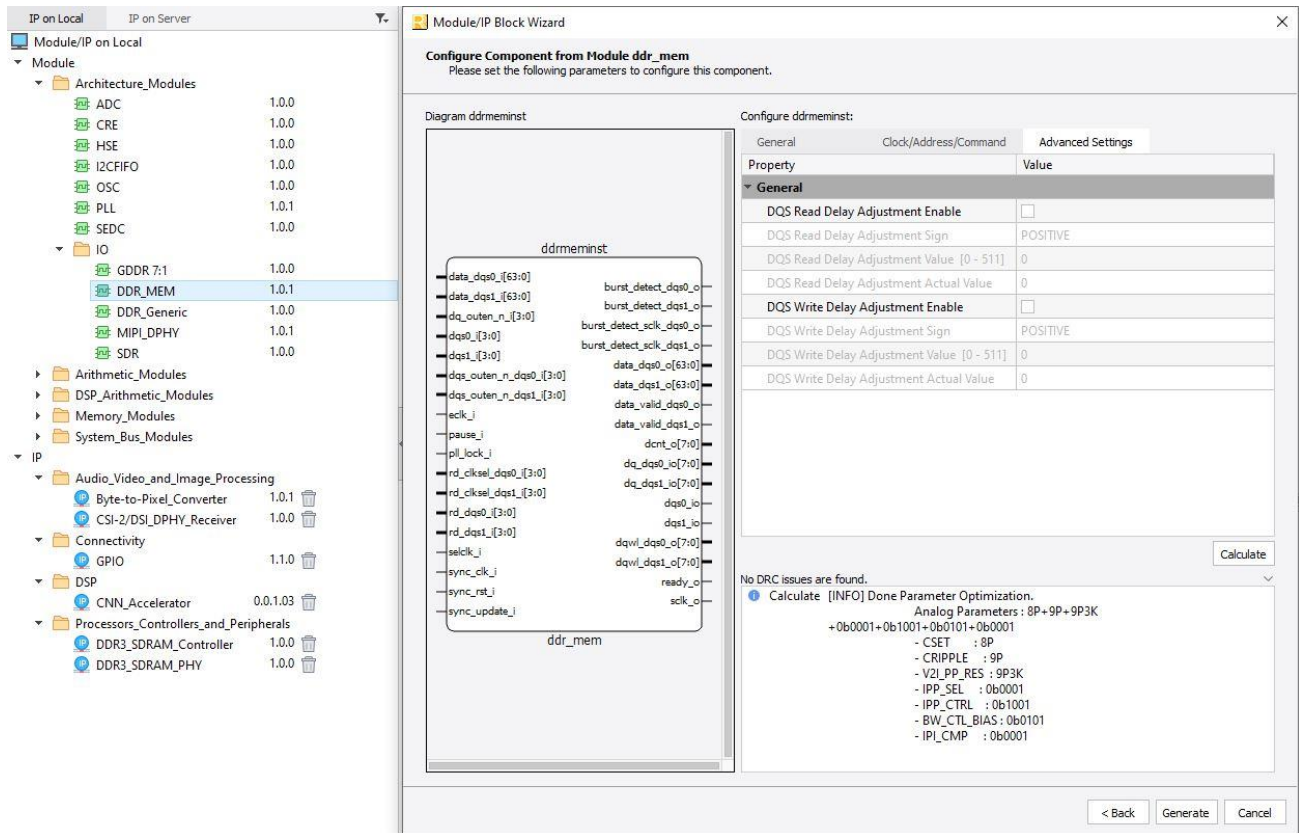 IP on Local IP on Server
Module/IP on Local
Module
Architecture_Modules
ADC 1.0.0
CRE 1.0.0
HSE 1.0.0
I2CFIFO 1.0.0
OSC 1.0.0
PLL 1.0.1
SEDC 1.0.0
IO
GDDR 7:1 1.0.0
DDR_MEM 1.0.1
DDR_Generic 1.0.0
MIPI_DPHY 1.0.1
SDR 1.0.0
Arithmetic_Modules
DSP_Arithmetic_Modules
Memory_Modules
System_Bus_Modules
IP
Audio_Video_and_Image_Processing
Byte-to-Pixel_Converter 1.0.1
CSI-2/DSI_DPHY_Receiver 1.0.0
Connectivity
GPIO 1.1.0
DSP
CNN_Accelerator 0.0.1.03
Processors_Controllers_and_Peripherals
DDR3_SDRAM_Controller 1.0.0
DDR3_SDRAM_PHY 1.0.0
Module/IP Block Wizard
Configure Component from Module ddr_mem
Please set the following parameters to configure this component.
Diagram ddrmeminst
ddrmeminst
data_dqs0_i[63:0]
data_dqs1_i[63:0]
dq_outen_n_i[3:0]
dqs0_i[3:0]
dqs1_i[3:0]
dqs_outen_n_dqs0_i[3:0]
dqs_outen_n_dqs1_i[3:0]
eclk_i
pause_i
pll_lock_i
rd_clksel_dqs0_i[3:0]
rd_clksel_dqs1_i[3:0]
rd_dqs0_i[3:0]
rd_dqs1_i[3:0]
selclk_i
sync_clk_i
sync_rst_i
sync_update_i
burst_detect_dqs0_o
burst_detect_dqs1_o
burst_detect_sclk_dqs0_o
burst_detect_sclk_dqs1_o
data_dqs0_o[63:0]
data_dqs1_o[63:0]
data_valid_dqs0_o
data_valid_dqs1_o
dcnt_o[7:0]
dq_dqs0_io[7:0]
dq_dqs1_io[7:0]
dqs0_io
dqs1_io
dqwl_dqs0_o[7:0]
dqwl_dqs1_o[7:0]
ready_o
sclk_o
ddr_mem
Configure ddrmeminst:
General Clock/Address/Command Advanced Settings
Property Value
General
DQS Read Delay Adjustment Enable
DQS Read Delay Adjustment Sign POSITIVE
DQS Read Delay Adjustment Value [0 - 511] 0
DQS Read Delay Adjustment Actual Value 0
DQS Write Delay Adjustment Enable
DQS Write Delay Adjustment Sign POSITIVE
DQS Write Delay Adjustment Value [0 - 511] 0
DQS Write Delay Adjustment Actual Value 0
Calculate
No DRC issues are found.
Calculate [INFO] Done Parameter Optimization.
Analog Parameters : 8P+9P+9P3K
+0b0001+0b1001+0b0101+0b0001
- CSET : 8P
- CRIPPLE : 9P
- V2I_PP_RES : 9P3K
- IPP_SEL : 0b0001
- IPP_CTRL : 0b1001
- BW_CTL_BIAS : 0b0101
- IPI_CMP : 0b0001
< Back Generate Cancel